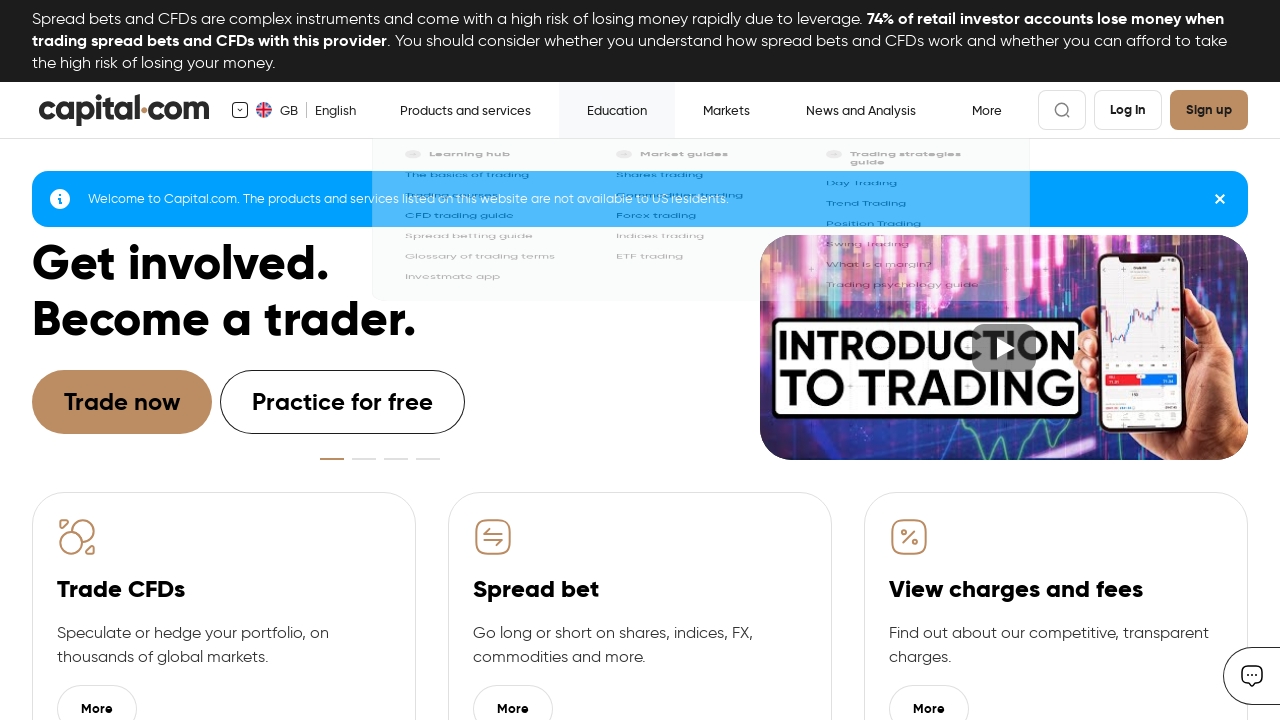 Spread bets and CFDs are complex instruments and come with a high risk of losing money rapidly due to leverage. 74% of retail investor accounts lose money when
trading spread bets and CFDs with this provider. You should consider whether you understand how spread bets and CFDs work and whether you can afford to take
the high risk of losing your money.
capital.com
GB English Products and services Education Markets News and Analysis More Log In Sign up
Learning hub
The basics of trading
Trading courses
CFD trading guide
Spread betting guide
Glossary of trading terms
Investmate app
Market guides
Shares trading
Commodities trading
Forex trading
Indices trading
ETF trading
Trading strategies
guide
Day Trading
Trend Trading
Position Trading
Swing Trading
What is a margin?
Trading psychology guide
Welcome to Capital.com. The products and services listed on this website are not available to US residents.
Get involved.
Become a trader.
Trade now
Practice for free
INTRODUCTION
TO TRADING
Trade CFDs
Speculate or hedge your portfolio, on
thousands of global markets.
More
Spread bet
Go long or short on shares, indices, FX,
commodities and more.
More
View charges and fees
Find out about our competitive, transparent
charges.
More